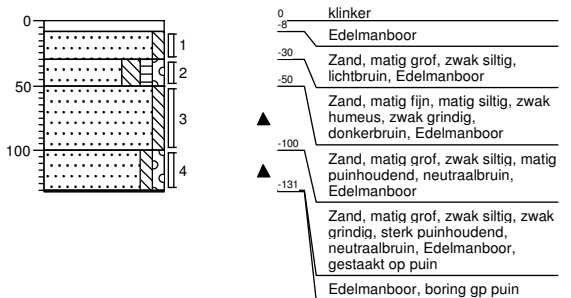 0
50
100
1
2
3
4
0
klinker
-8
Edelmanboor
-30
Zand, matig grof, zwak siltig,
lichtbruin, Edelmanboor
-50
Zand, matig fijn, matig siltig, zwak
humeus, zwak grindig,
donkerbruin, Edelmanboor
-100
Zand, matig grof, zwak siltig, matig
puinhoudend, neutraalbruin,
Edelmanboor
-131
Zand, matig grof, zwak siltig, zwak
grindig, sterk puinhoudend,
neutraalbruin, Edelmanboor,
gestaakt op puin
Edelmanboor, boring gp puin